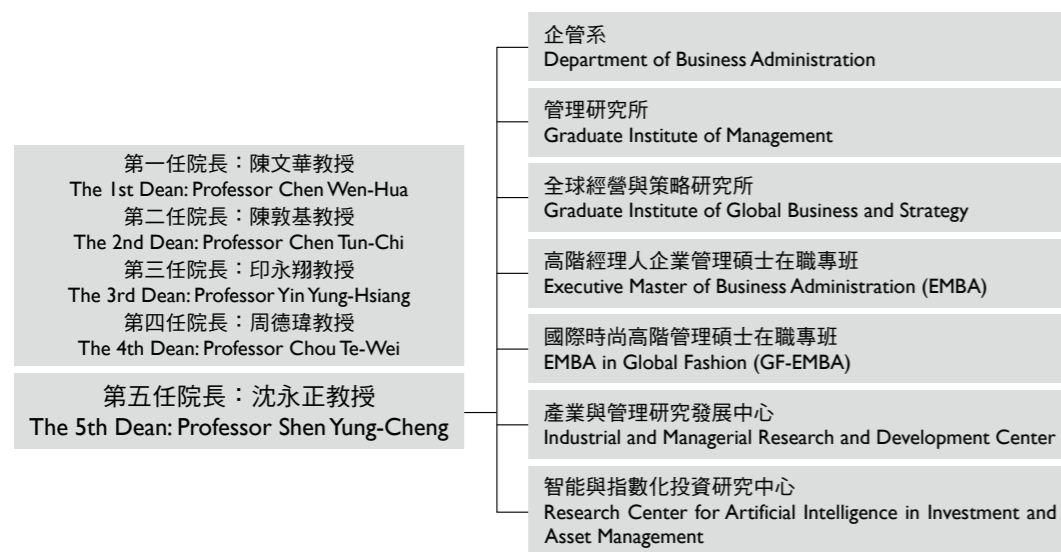 第一任院長：陳文華教授
The 1st Dean: Professor Chen Wen-Hua
第二任院長：陳敦基教授
The 2nd Dean: Professor Chen Tun-Chi
第三任院長：印永翔教授
The 3rd Dean: Professor Yin Yung-Hsiang
第四任院長：周德瑋教授
The 4th Dean: Professor Chou Te-Wei
第五任院長：沈永正教授
The 5th Dean: Professor Shen Yung-Cheng
企管系
Department of Business Administration
管理研究所
Graduate Institute of Management
全球經營與策略研究所
Graduate Institute of Global Business and Strategy
高階經理人企業管理碩士在職專班
Executive Master of Business Administration (EMBA)
國際時尚高階管理碩士在職專班
EMBA in Global Fashion (GF-EMBA)
產業與管理研究發展中心
Industrial and Managerial Research and Development Center
智能與指數化投資研究中心
Research Center for Artificial Intelligence in Investment and
Asset Management